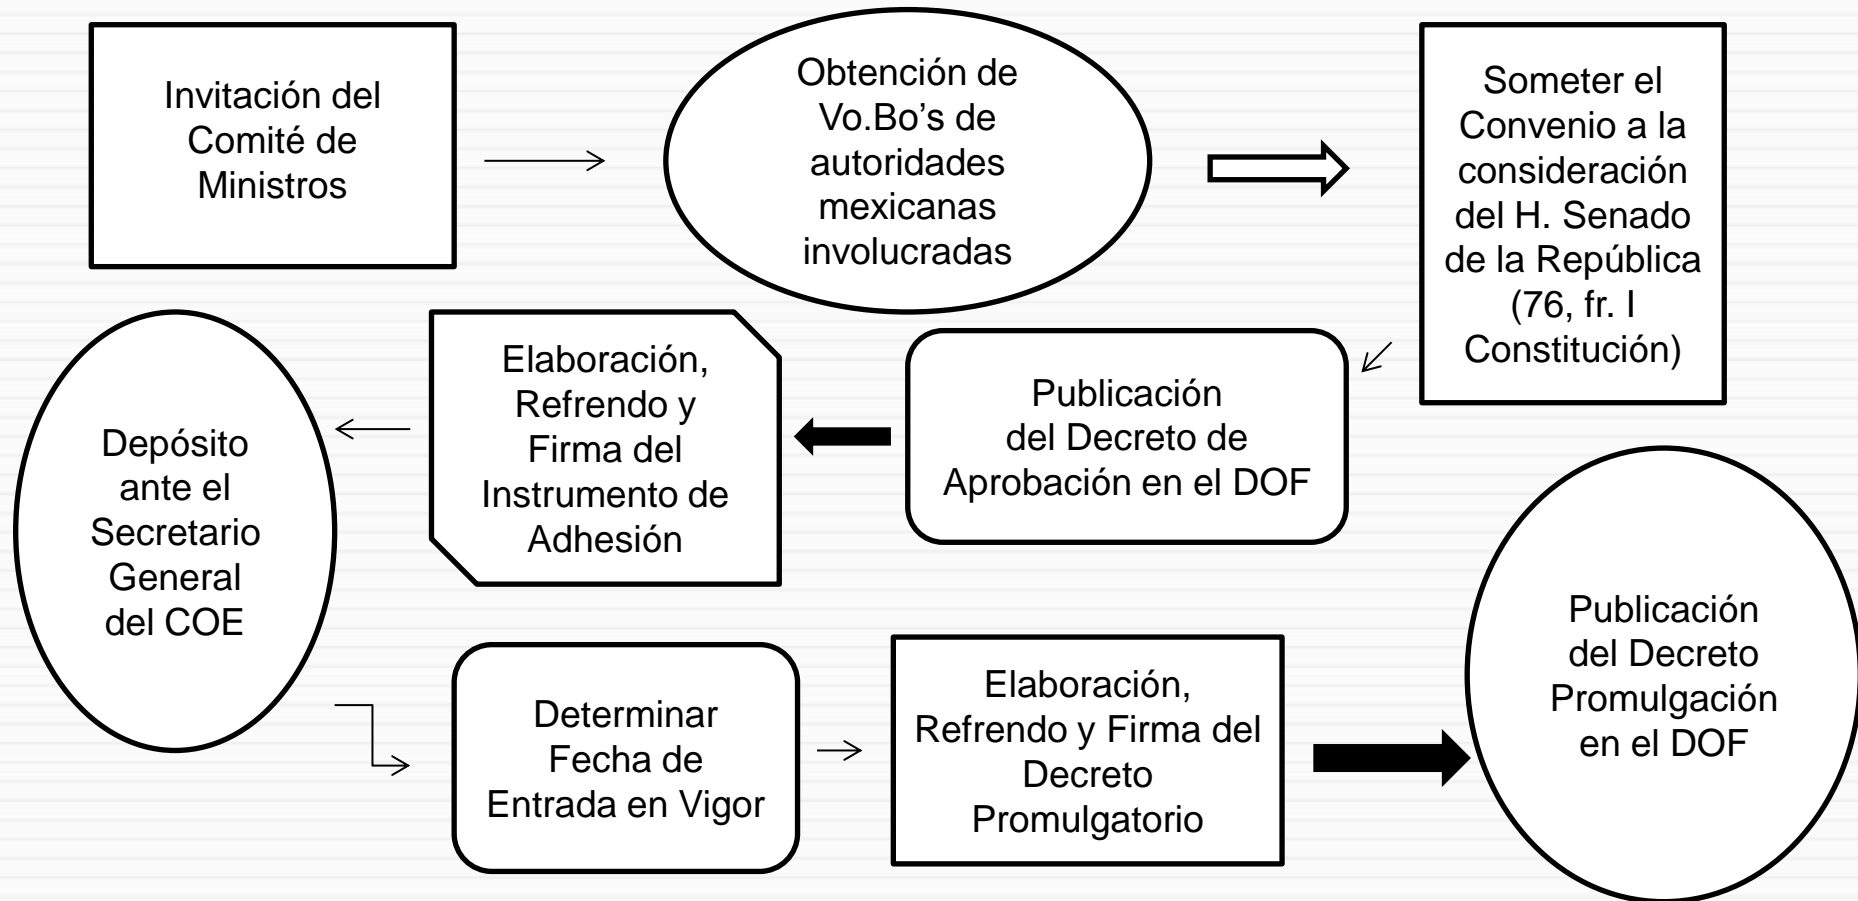 Invitación del
Comité de
Ministros
Obtención de
Vo.Bo’s de
autoridades
mexicanas
involucradas
Someter el
Convenio a la
consideración
del H. Senado
de la República
(76, fr. I
Constitución)
Publicación
del Decreto de
Aprobación en el DOF
Elaboración,
Refrendo y
Firma del
Instrumento de
Adhesión
Depósito
ante el
Secretario
General
del COE
Determinar
Fecha de
Entrada en Vigor
Elaboración,
Refrendo y Firma del
Decreto
Promulgatorio
Publicación
del Decreto
Promulgación
en el DOF